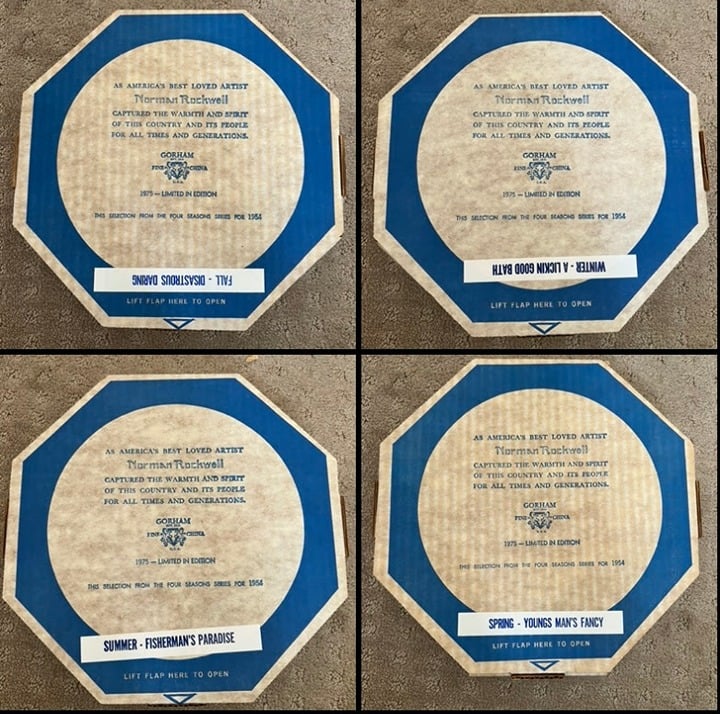 AS AMERICA'S BEST LOVED ARTIST
Norman Rockwell
CAPTURED THE WARMTH AND SPIRIT
OF THIS COUNTRY AND ITS PEOPLE
FOR ALL TIMES AND GENERATIONS.
GORHAM
FINE CHINA
U.S.A.
1975 — LIMITED IN EDITION
THIS SELECTION FROM THE FOUR SEASONS SERIES FOR 1954
FALL - DISASTROUS DARING
LIFT FLAP HERE TO OPEN
AS AMERICA'S BEST LOVED ARTIST
Norman Rockwell
CAPTURED THE WARMTH AND SPIRIT
OF THIS COUNTRY AND ITS PEOPLE
FOR ALL TIMES AND GENERATIONS.
GORHAM
FINE CHINA
U.S.A.
1975 — LIMITED IN EDITION
THIS SELECTION FROM THE FOUR SEASONS SERIES FOR 1954
WINTER - A LICKIN GOOD BATH
LIFT FLAP HERE TO OPEN
AS AMERICA'S BEST LOVED ARTIST
Norman Rockwell
CAPTURED THE WARMTH AND SPIRIT
OF THIS COUNTRY AND ITS PEOPLE
FOR ALL TIMES AND GENERATIONS.
GORHAM
FINE CHINA
U.S.A.
1975 — LIMITED IN EDITION
THIS SELECTION FROM THE FOUR SEASONS SERIES FOR 1954
SUMMER - FISHERMAN'S PARADISE
LIFT FLAP HERE TO OPEN
AS AMERICA'S BEST LOVED ARTIST
Norman Rockwell
CAPTURED THE WARMTH AND SPIRIT
OF THIS COUNTRY AND ITS PEOPLE
FOR ALL TIMES AND GENERATIONS.
GORHAM
FINE CHINA
U.S.A.
1975 — LIMITED IN EDITION
THIS SELECTION FROM THE FOUR SEASONS SERIES FOR 1954
SPRING - YOUNGS MAN'S FANCY
LIFT FLAP HERE TO OPEN